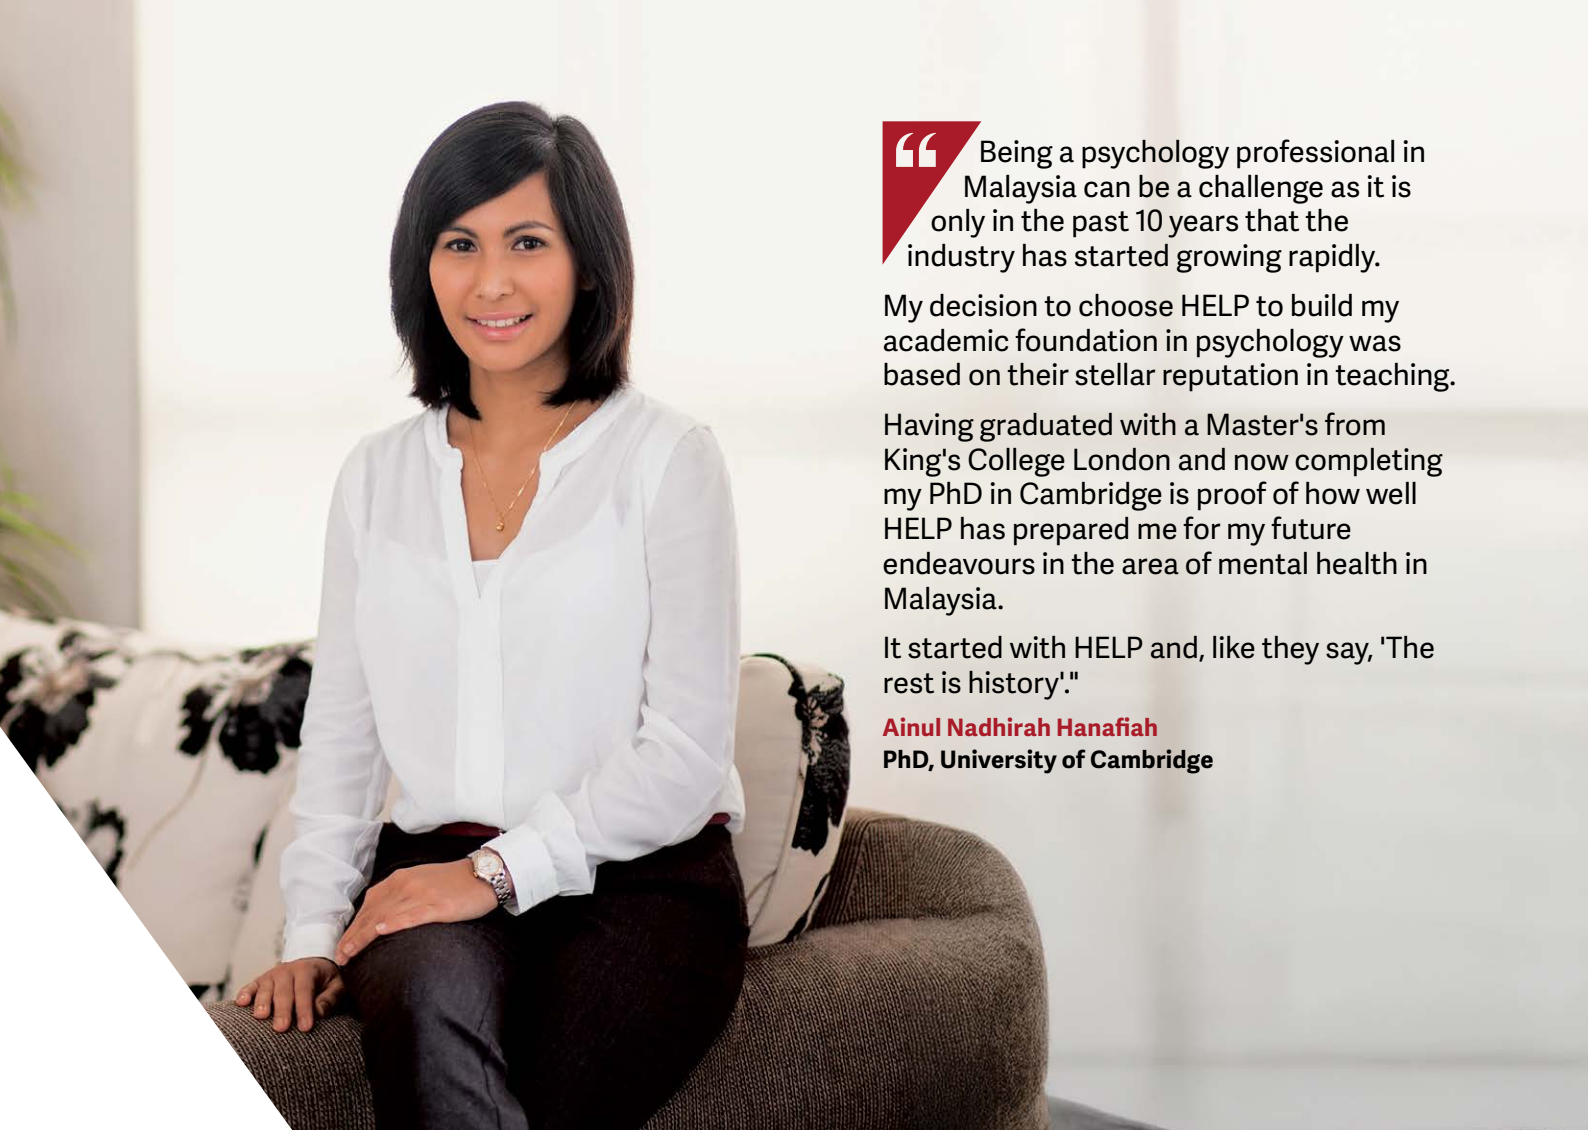 “
Being a psychology professional in
Malaysia can be a challenge as it is
only in the past 10 years that the
industry has started growing rapidly.
My decision to choose HELP to build my
academic foundation in psychology was
based on their stellar reputation in teaching.
Having graduated with a Master's from
King's College London and now completing
my PhD in Cambridge is proof of how well
HELP has prepared me for my future
endeavours in the area of mental health in
Malaysia.
It started with HELP and, like they say, 'The
rest is history'."
Ainul Nadhirah Hanafiah
PhD, University of Cambridge